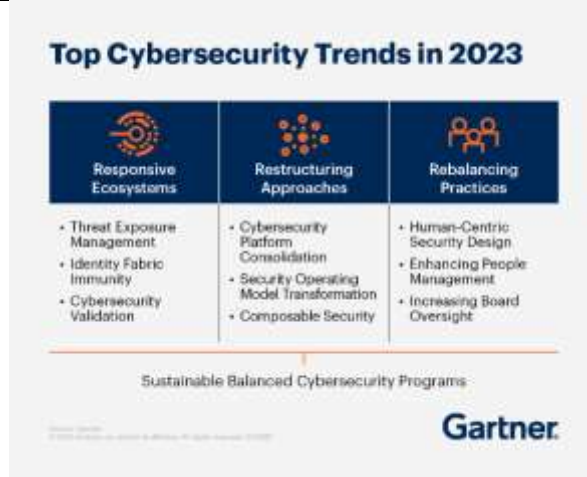 Top Cybersecurity Trends in 2023
Responsive
Ecosystems
• Threat Exposure
Management
• Identity Fabric
Immunity
• Cybersecurity
Validation
Restructuring
Approaches
• Cybersecurity
Platform
Consolidation
• Security Operating
Model Transformation
• Composable Security
Rebalancing
Practices
• Human-Centric
Security Design
• Enhancing People
Management
• Increasing Board
Oversight
Sustainable Balanced Cybersecurity Programs
Gartner